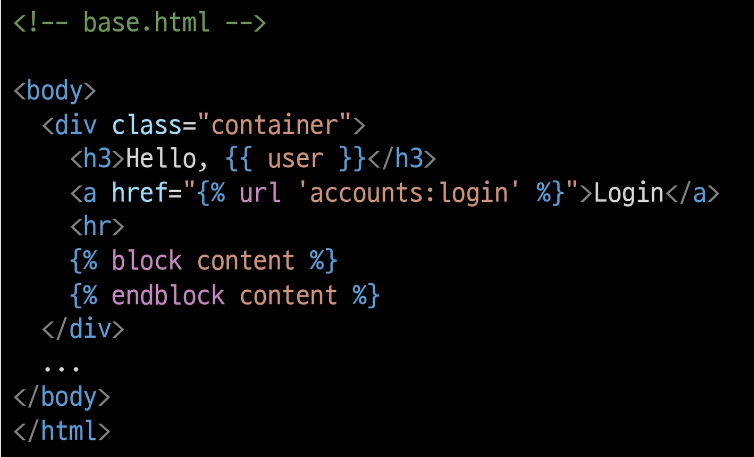 <!-- base.html -->
<body>
<div class="container">
<h3>Hello, {{ user }}</h3>
<a href="{% url 'accounts:login' %}">Login</a>
<hr>
{% block content %}
{% endblock content %}
</div>
...
</body>
</html>